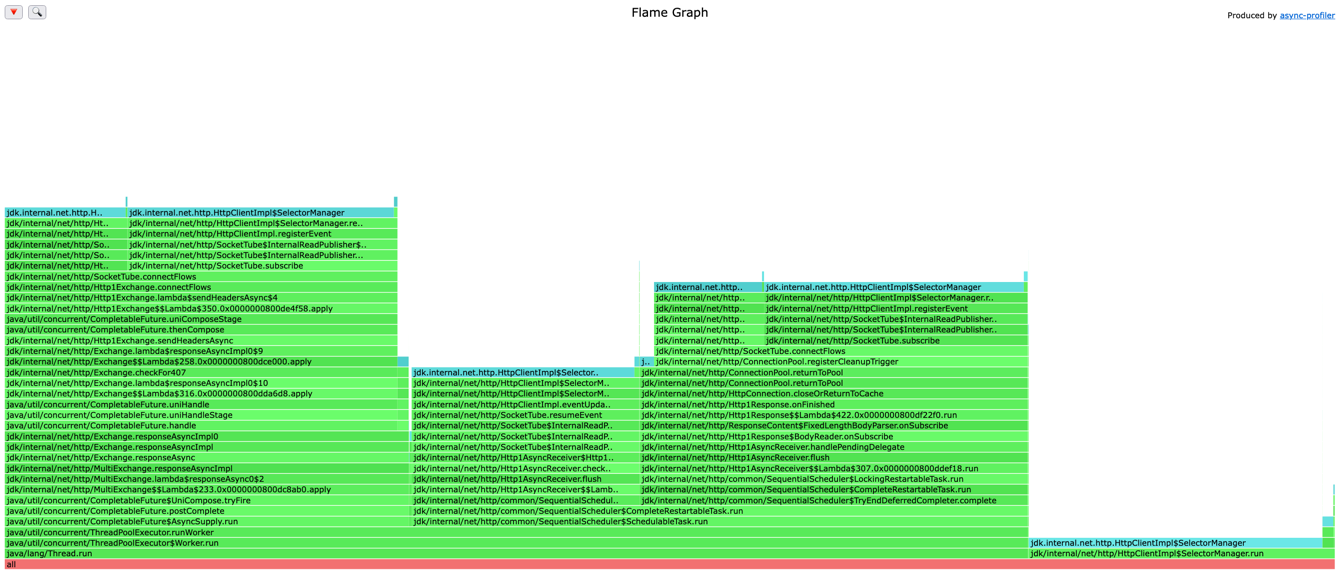 Flame Graph
Produced by async-profiler
jdk.internal.net.http.H.. jdk.internal.net.http.HttpClientImpl$SelectorManager
jdk/internal/net/http/Ht.. jdk/internal/net/http/HttpClientImpl$SelectorManager.re..
jdk/internal/net/http/Ht.. jdk/internal/net/http/HttpClientImpl.registerEvent
jdk/internal/net/http/So.. jdk/internal/net/http/SocketTube$InternalReadPublisher$..
jdk/internal/net/http/So.. jdk/internal/net/http/SocketTube$InternalReadPublisher...
jdk/internal/net/http/Ht.. jdk/internal/net/http/SocketTube.subscribe
jdk/internal/net/http/SocketTube.connectFlows
jdk/internal/net/http/Http1Exchange.connectFlows jdk.internal.net.http.. jdk.internal.net.http.HttpClientImpl$SelectorManager
jdk/internal/net/http/Http1Exchange.lambda$sendHeadersAsync$4 jdk/internal/net/http.. jdk/internal/net/http/HttpClientImpl$SelectorManager.r..
jdk/internal/net/http/Http1Exchange$$Lambda$350.0x0000000800de4f58.apply jdk/internal/net/http.. jdk/internal/net/http/HttpClientImpl.registerEvent
java/util/concurrent/CompletableFuture.uniComposeStage jdk/internal/net/http.. jdk/internal/net/http/SocketTube$InternalReadPublisher..
java/util/concurrent/CompletableFuture.thenCompose jdk/internal/net/http.. jdk/internal/net/http/SocketTube$InternalReadPublisher..
jdk/internal/net/http/Http1Exchange.sendHeadersAsync jdk/internal/net/http.. jdk/internal/net/http/SocketTube.subscribe
jdk/internal/net/http/Exchange.lambda$responseAsyncImpl0$9 jdk/internal/net/http/SocketTube.connectFlows
jdk/internal/net/http/Exchange$$Lambda$258.0x0000000800dce000.apply j.. jdk/internal/net/http/ConnectionPool.registerCleanupTrigger
jdk/internal/net/http/Exchange.checkFor407 jdk.internal.net.http.HttpClientImpl$Selector.. jdk/internal/net/http/ConnectionPool.returnToPool
jdk/internal/net/http/Exchange.lambda$responseAsyncImpl0$10 jdk/internal/net/http/HttpClientImpl$SelectorM.. jdk/internal/net/http/ConnectionPool.returnToPool
jdk/internal/net/http/Exchange$$Lambda$316.0x0000000800dda6d8.apply jdk/internal/net/http/HttpClientImpl$SelectorM.. jdk/internal/net/http/HttpConnection.closeOrReturnToCache
java/util/concurrent/CompletableFuture.uniHandle jdk/internal/net/http/HttpClientImpl.eventUpda.. jdk/internal/net/http/Http1Response.onFinished
java/util/concurrent/CompletableFuture.uniHandleStage jdk/internal/net/http/SocketTube.resumeEvent jdk/internal/net/http/Http1Response$$Lambda$422.0x0000000800df22f0.run
java/util/concurrent/CompletableFuture.handle jdk/internal/net/http/SocketTube$InternalReadP.. jdk/internal/net/http/ResponseContent$FixedLengthBodyParser.onSubscribe
jdk/internal/net/http/Exchange.responseAsyncImpl0 jdk/internal/net/http/SocketTube$InternalReadP.. jdk/internal/net/http/Http1Response$BodyReader.onSubscribe
jdk/internal/net/http/Exchange.responseAsyncImpl jdk/internal/net/http/SocketTube$InternalReadP.. jdk/internal/net/http/Http1AsyncReceiver.handlePendingDelegate
jdk/internal/net/http/Exchange.responseAsync jdk/internal/net/http/Http1AsyncReceiver$Http1.. jdk/internal/net/http/Http1AsyncReceiver.flush
jdk/internal/net/http/MultiExchange.responseAsyncImpl jdk/internal/net/http/Http1AsyncReceiver.check.. jdk/internal/net/http/Http1AsyncReceiver$$Lambda$307.0x0000000800ddef18.run
jdk/internal/net/http/MultiExchange.lambda$responseAsync0$2 jdk/internal/net/http/Http1AsyncReceiver.flush jdk/internal/net/http/common/SequentialScheduler$LockingRestartableTask.run
jdk/internal/net/http/MultiExchange$$Lambda$233.0x0000000800dc8ab0.apply jdk/internal/net/http/Http1AsyncReceiver$$Lamb.. jdk/internal/net/http/common/SequentialScheduler$CompleteRestartableTask.run
java/util/concurrent/CompletableFuture$UniCompose.tryFire jdk/internal/net/http/common/SequentialSchedul.. jdk/internal/net/http/common/SequentialScheduler$TryEndDeferredCompleter.complete
java/util/concurrent/CompletableFuture.postComplete jdk/internal/net/http/common/SequentialScheduler$CompleteRestartableTask.run
java/util/concurrent/CompletableFuture$AsyncSupply.run jdk/internal/net/http/common/SequentialScheduler$SchedulableTask.run
java/util/concurrent/ThreadPoolExecutor.runWorker
java/util/concurrent/ThreadPoolExecutor$Worker.run jdk.internal.net.http.HttpClientImpl$SelectorManager
java/lang/Thread.run jdk/internal/net/http/HttpClientImpl$SelectorManager.run
all